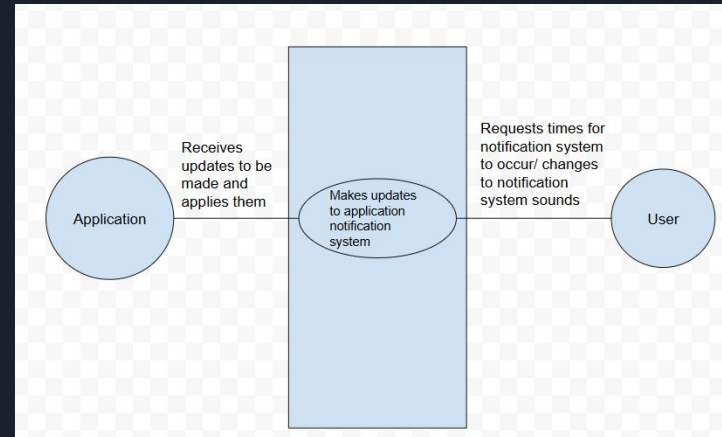 Application
Receives
updates to be
made and
applies them
Makes updates
to application
notification
system
Requests times for
notification system
to occur/ changes
to notification
system sounds
User